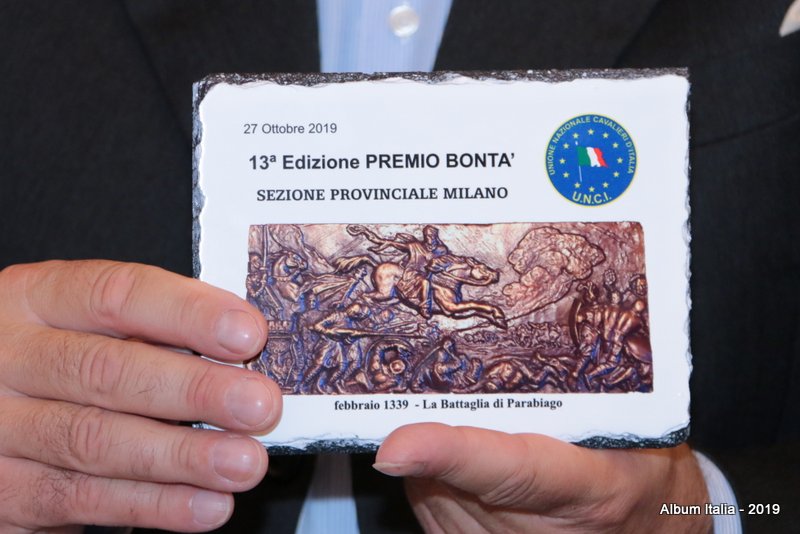 27 Ottobre 2019
13ª Edizione PREMIO BONTA'
SEZIONE PROVINCIALE MILANO
UNIONE NAZIONALE CAVALIERI D'ITALIA
U.N.C.I.
febbraio 1339 - La Battaglia di Parabiago
Album Italia - 2019